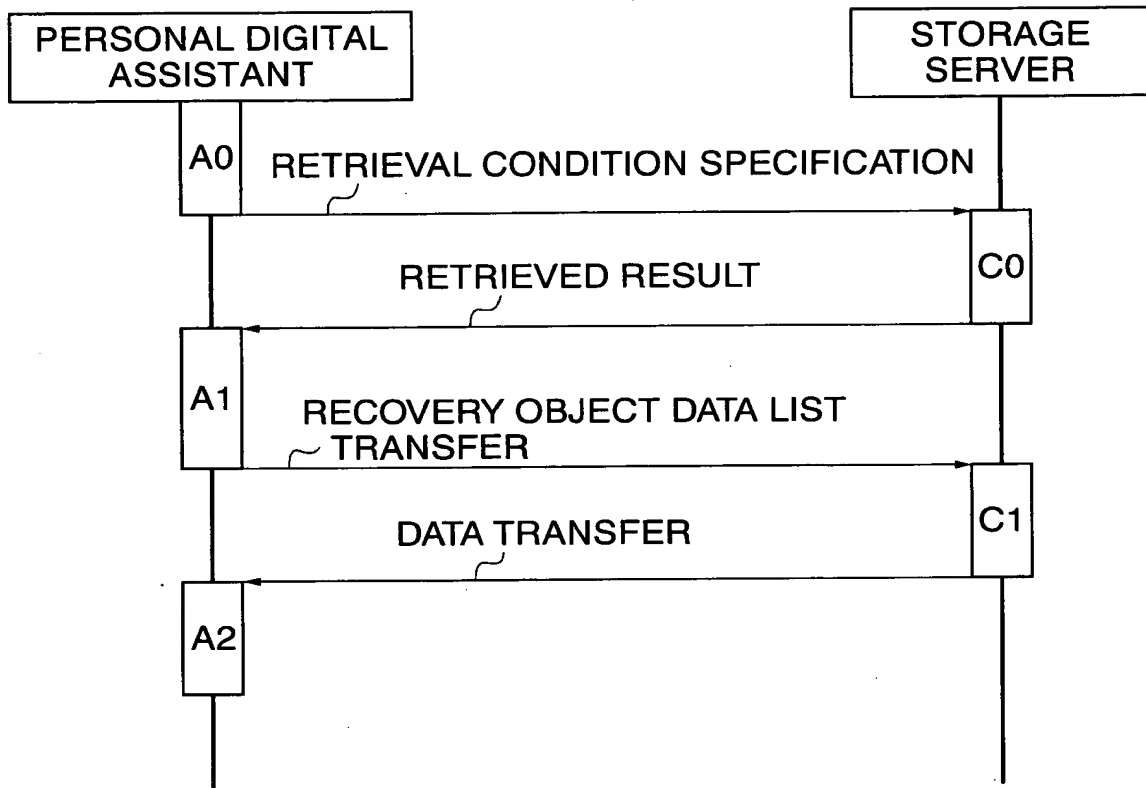 PERSONAL DIGITAL
ASSISTANT
STORAGE
SERVER
A0
RETRIEVAL CONDITION SPECIFICATION
C0
RETRIEVED RESULT
A1
RECOVERY OBJECT DATA LIST
TRANSFER
C1
DATA TRANSFER
A2